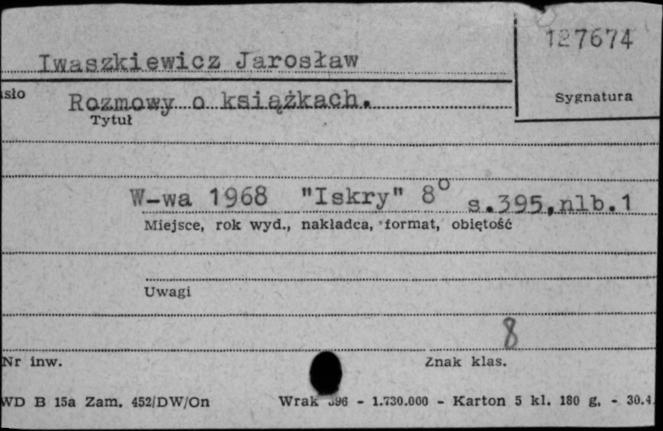 127674
Iwaszkiewicz Jarosław
Sygnatura
Rozmowy o książkach.
Tytuł
W-wa 1968 "Iskry" 8° s.395,nlb.1
Miejsce, rok wyd., nakładca, format, objętość
Uwagi
8
Nr inw.
Znak klas.
WD B 15a Zam. 452/DW/On Wrak 396 - 1.730.000 - Karton 5 kl. 180 g. - 30.4.